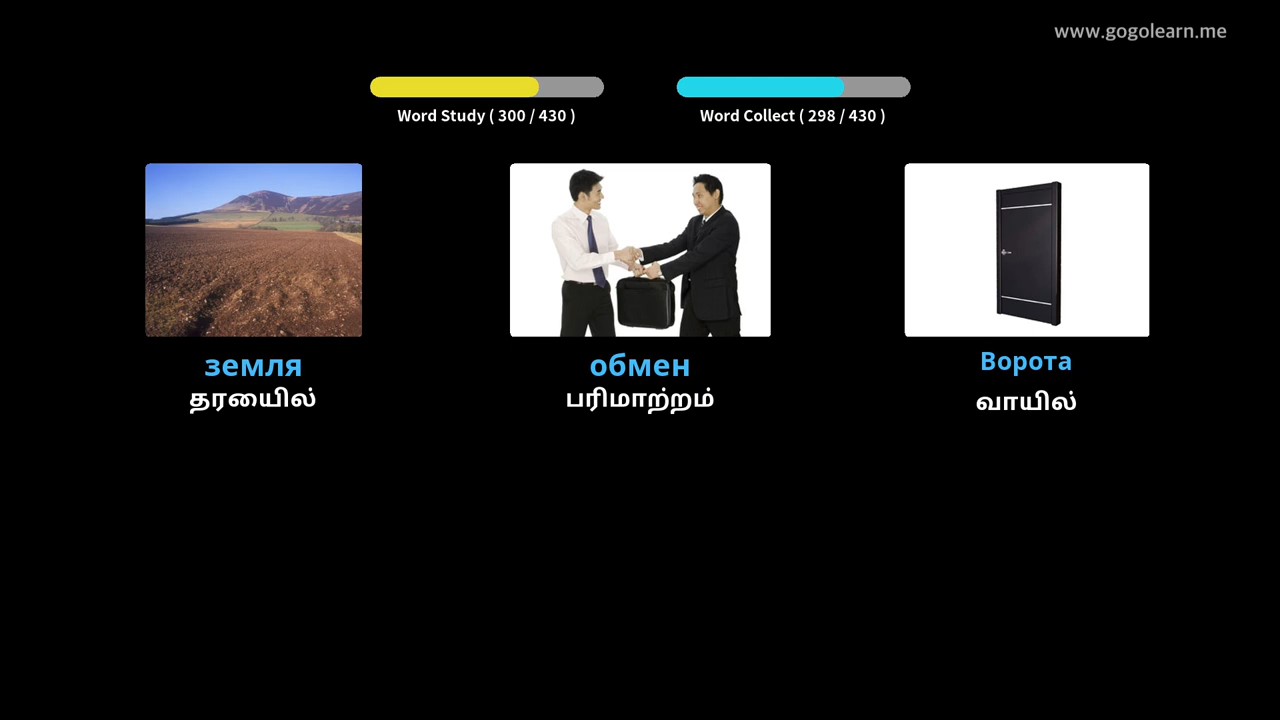 www.gogolearn.me
Word Study ( 300 / 430 )
Word Collect ( 298 / 430 )
земля
தரையில்
обмен
பரிமாற்றம்
Ворота
வாயில்